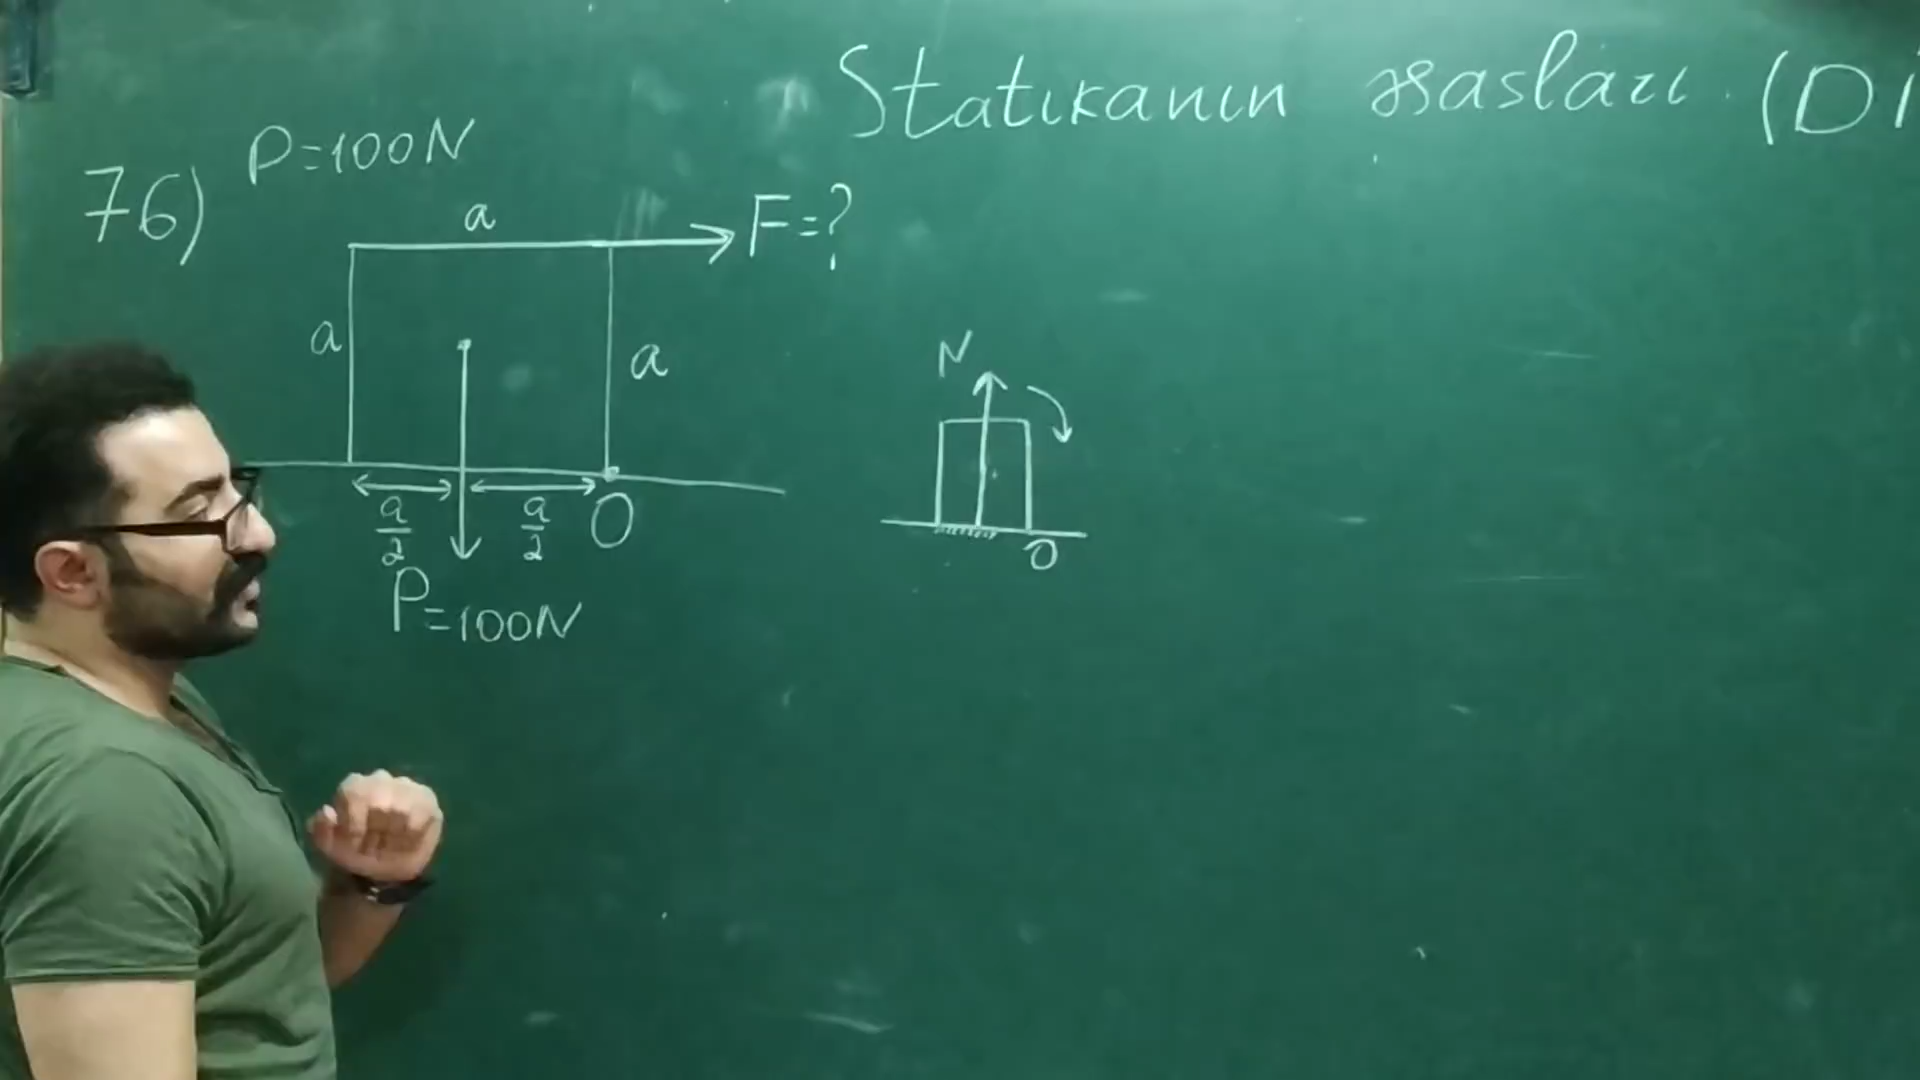 Statikanın əsasları. (Di
76) P=100N
a
F=?
a
a
N
a/2
a/2
O
O
P=100N